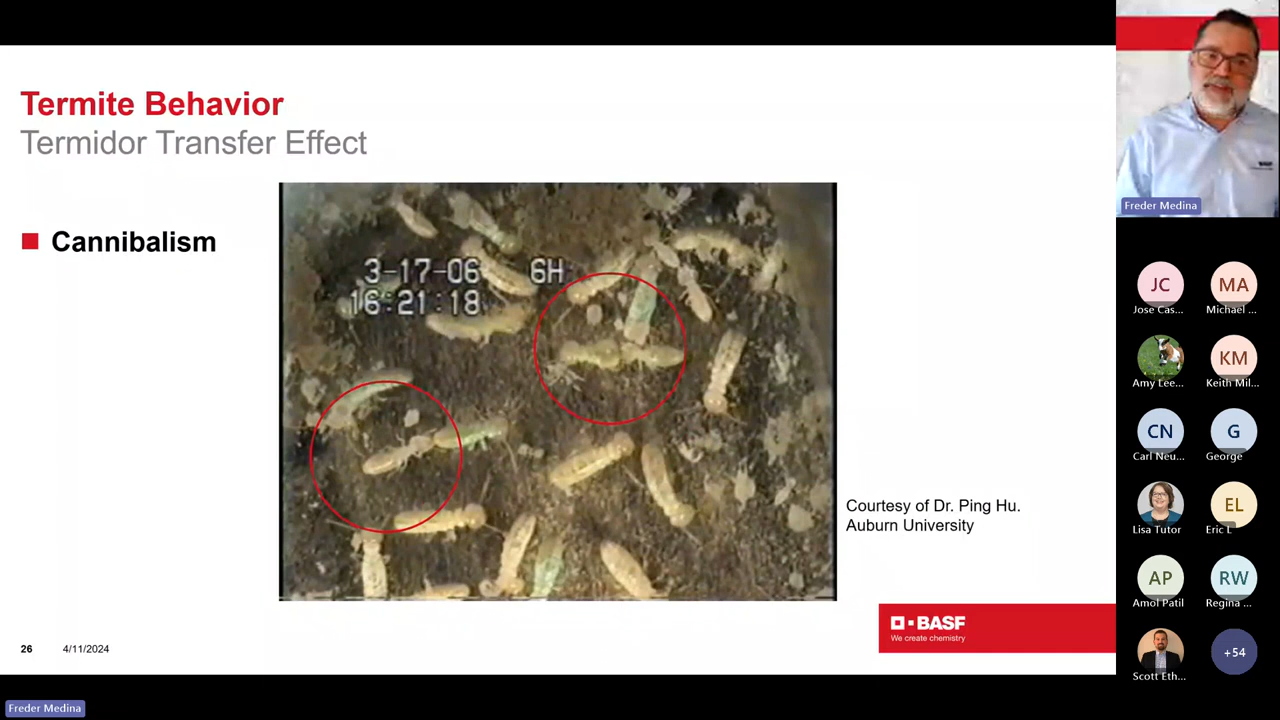 Termite Behavior
Termidor Transfer Effect
Cannibalism
3-17-06 6H
16:21:18
Courtesy of Dr. Ping Hu.
Auburn University
BASF
We create chemistry
26 4/11/2024
Freder Medina
Freder Medina
JC MA
Jose Cas... Michael ...
KM
Amy Lee... Keith Mil...
CN G
Carl Neu... George
EL
Lisa Tutor Eric L
AP RW
Amol Patil Regina ...
+54
Scott Eth...